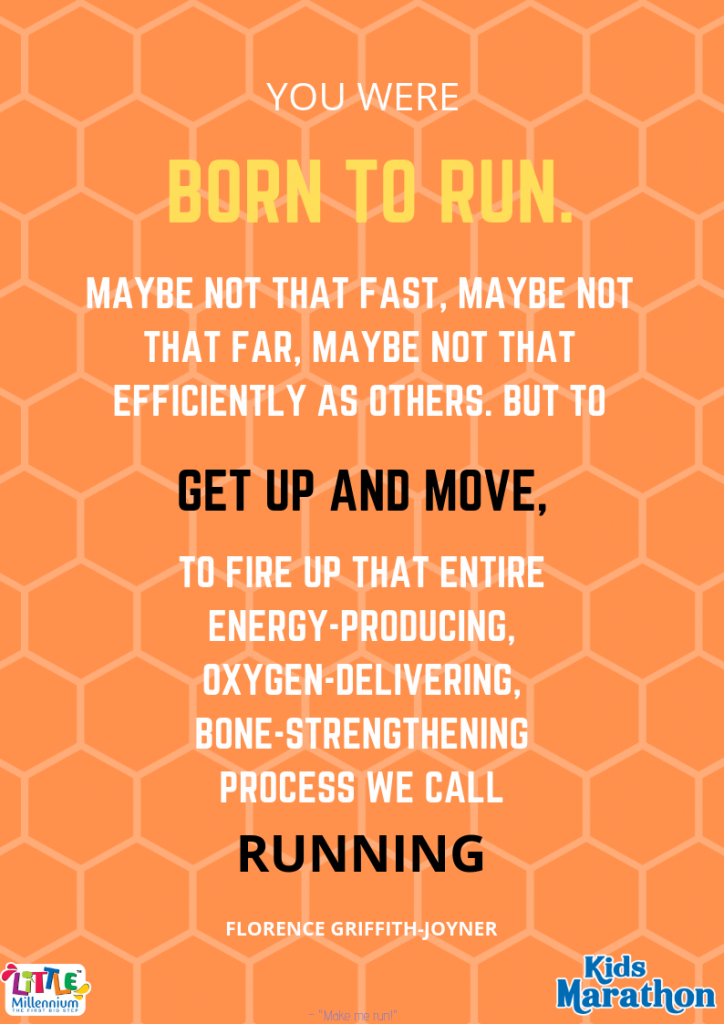 YOU WERE
BORN TO RUN.
MAYBE NOT THAT FAST, MAYBE NOT
THAT FAR, MAYBE NOT THAT
EFFICIENTLY AS OTHERS. BUT TO
GET UP AND MOVE,
TO FIRE UP THAT ENTIRE
ENERGY-PRODUCING,
OXYGEN-DELIVERING,
BONE-STRENGTHENING
PROCESS WE CALL
RUNNING
FLORENCE GRIFFITH-JOYNER
LiTTLE™
Millennium
THE FIRST BIG STEP
Kids
Marathon
- "Make me run!"